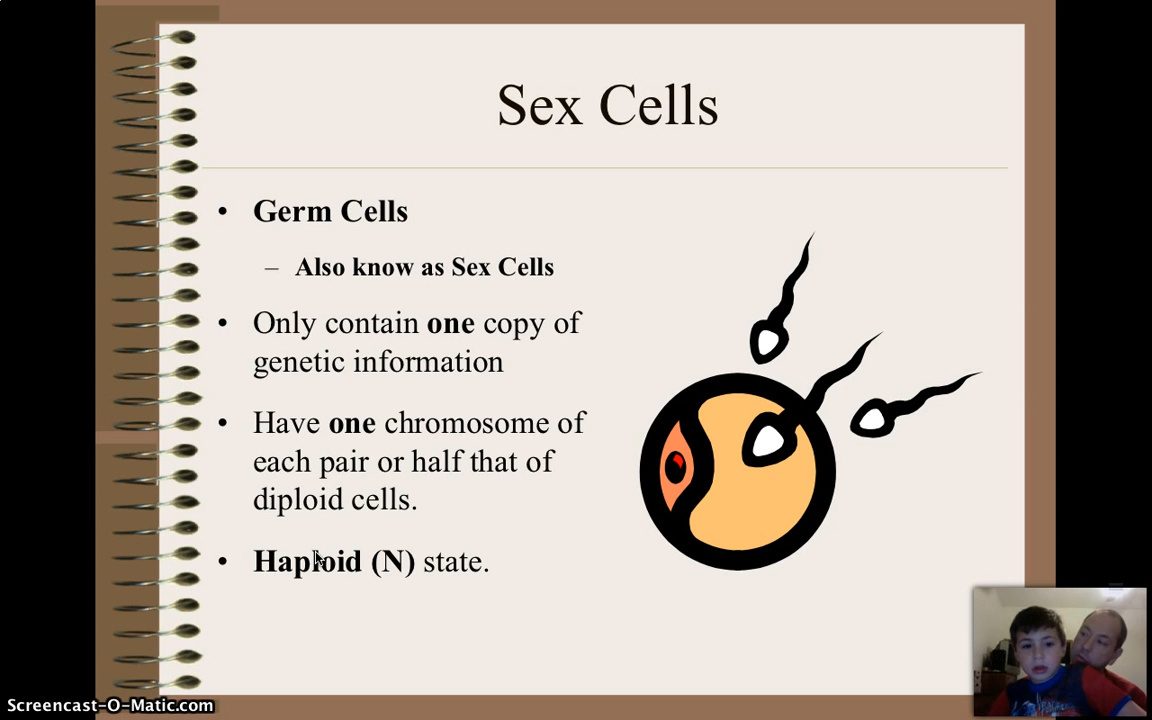 Sex Cells
• Germ Cells
– Also know as Sex Cells
• Only contain one copy of
genetic information
• Have one chromosome of
each pair or half that of
diploid cells.
• Haploid (N) state.
Screencast-O-Matic.com